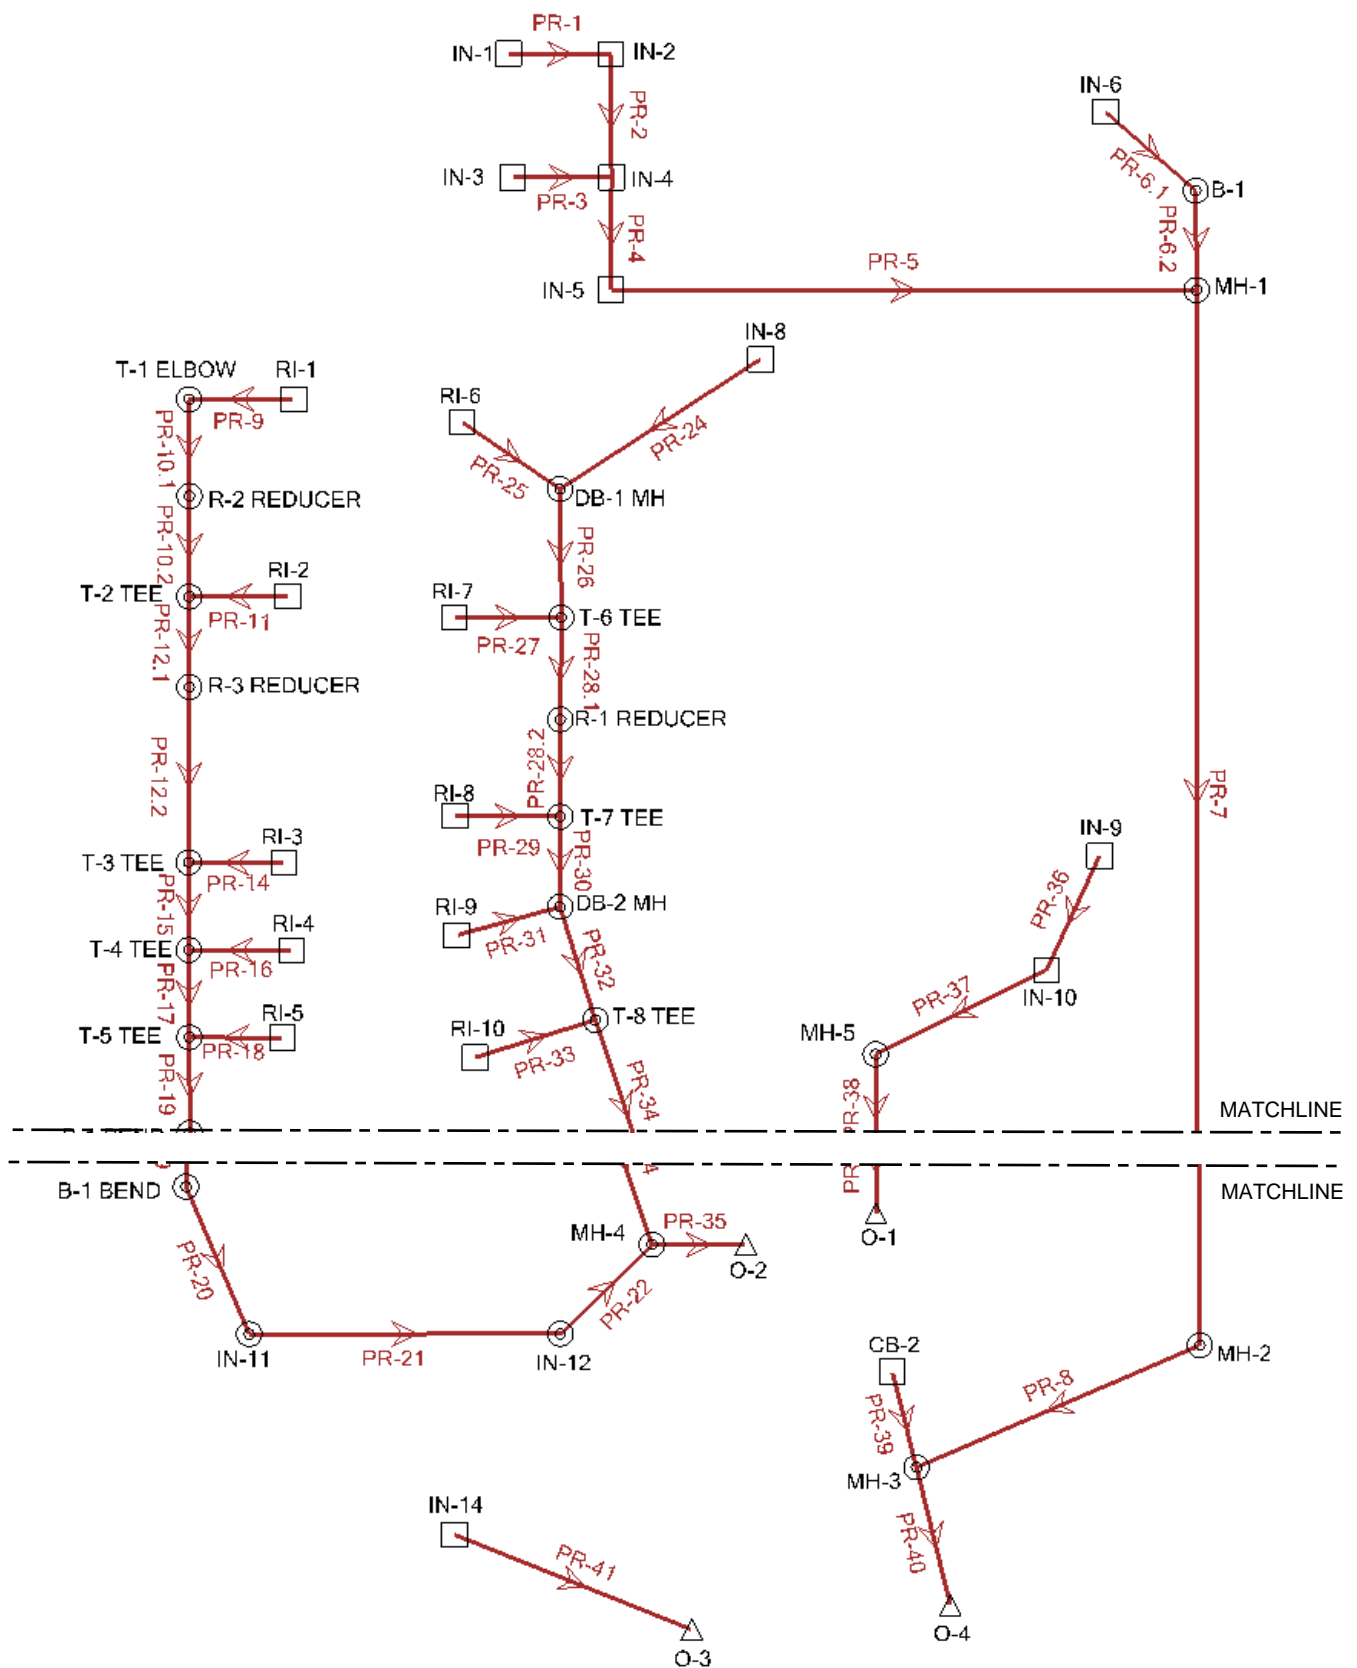 PR-1
IN-1
IN-2
PR-2
IN-6
PR-6.1
IN-3
PR-3
IN-4
B-1
PR-4
PR-6.2
PR-5
IN-5
MH-1
IN-8
T-1 ELBOW
RI-1
PR-9
RI-6
PR-24
PR-10.1
PR-25
R-2 REDUCER
DB-1 MH
PR-10.2
PR-26
RI-2
T-2 TEE
PR-11
RI-7
T-6 TEE
PR-27
PR-12.1
PR-28.1
R-3 REDUCER
R-1 REDUCER
PR-12.2
PR-28.2
PR-7
RI-8
T-7 TEE
RI-3
PR-29
IN-9
T-3 TEE
PR-14
PR-30
PR-15
DB-2 MH
RI-9
PR-36
RI-4
PR-31
T-4 TEE
PR-16
PR-32
PR-17
PR-37
IN-10
RI-5
T-8 TEE
T-5 TEE
PR-18
RI-10
PR-33
MH-5
PR-19
PR-34
PR-38
MATCHLINE
B-1 BEND
MATCHLINE
PR-35
MH-4
O-1
PR-20
O-2
PR-22
IN-11
PR-21
IN-12
CB-2
MH-2
PR-8
PR-39
MH-3
IN-14
PR-41
PR-40
O-3
O-4